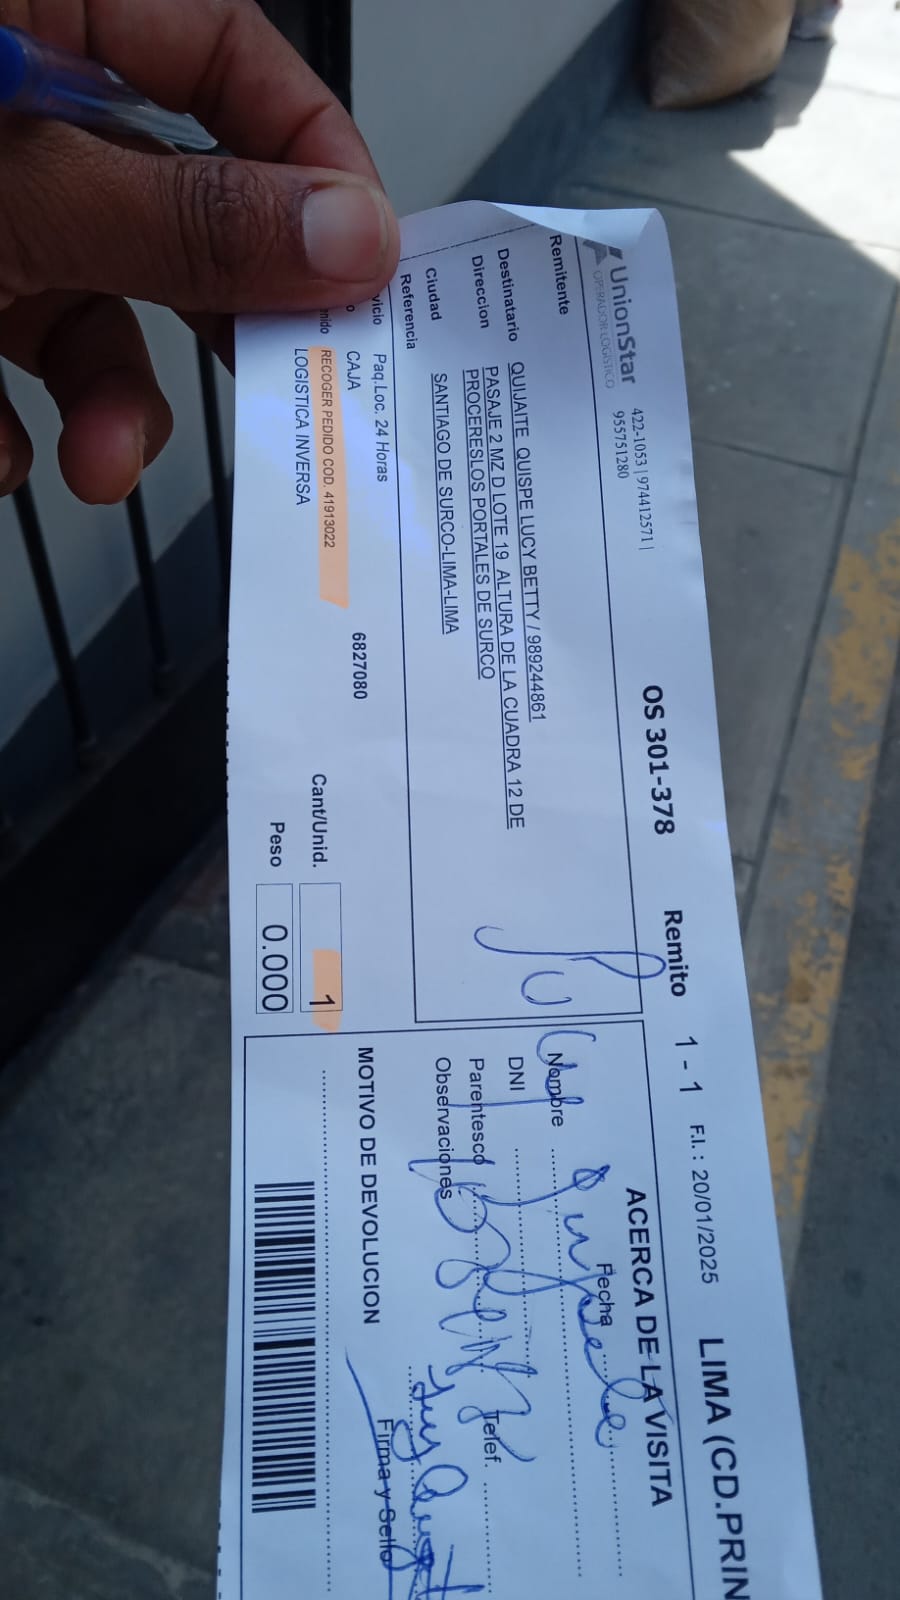 UnionStar
OPERADOR LOGISTICO
422-1053 | 974412571 |
955751280
OS 301-378
Remito 1 - 1 F.I.: 20/01/2025 LIMA (CD.PRIN
Remitente
Destinatario QUIJAITE QUISPE LUCY BETTY / 989244861
Direccion PASAJE 2 MZ D LOTE 19 ALTURA DE LA CUADRA 12 DE
PROCERESLOS PORTALES DE SURCO
Ciudad SANTIAGO DE SURCO-LIMA-LIMA
Referencia
vicio Paq.Loc. 24 Horas
o CAJA 6827080
nido RECOGER PEDIDO COD. 41913022
LOGISTICA INVERSA
Cant/Unid. 1
Peso 0.000
ACERCA DE LA VISITA
Fecha
Nombre
DNI
Parentesco Telef.
Observaciones
Firma y Sello
MOTIVO DE DEVOLUCION